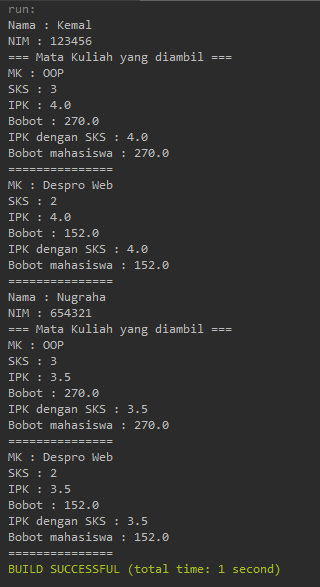 run:
Nama : Kemal
NIM : 123456
=== Mata Kuliah yang diambil ===
MK : OOP
SKS : 3
IPK : 4.0
Bobot : 270.0
IPK dengan SKS : 4.0
Bobot mahasiswa : 270.0
===============
MK : Despro Web
SKS : 2
IPK : 4.0
Bobot : 152.0
IPK dengan SKS : 4.0
Bobot mahasiswa : 152.0
===============
Nama : Nugraha
NIM : 654321
=== Mata Kuliah yang diambil ===
MK : OOP
SKS : 3
IPK : 3.5
Bobot : 270.0
IPK dengan SKS : 3.5
Bobot mahasiswa : 270.0
===============
MK : Despro Web
SKS : 2
IPK : 3.5
Bobot : 152.0
IPK dengan SKS : 3.5
Bobot mahasiswa : 152.0
===============
BUILD SUCCESSFUL (total time: 1 second)